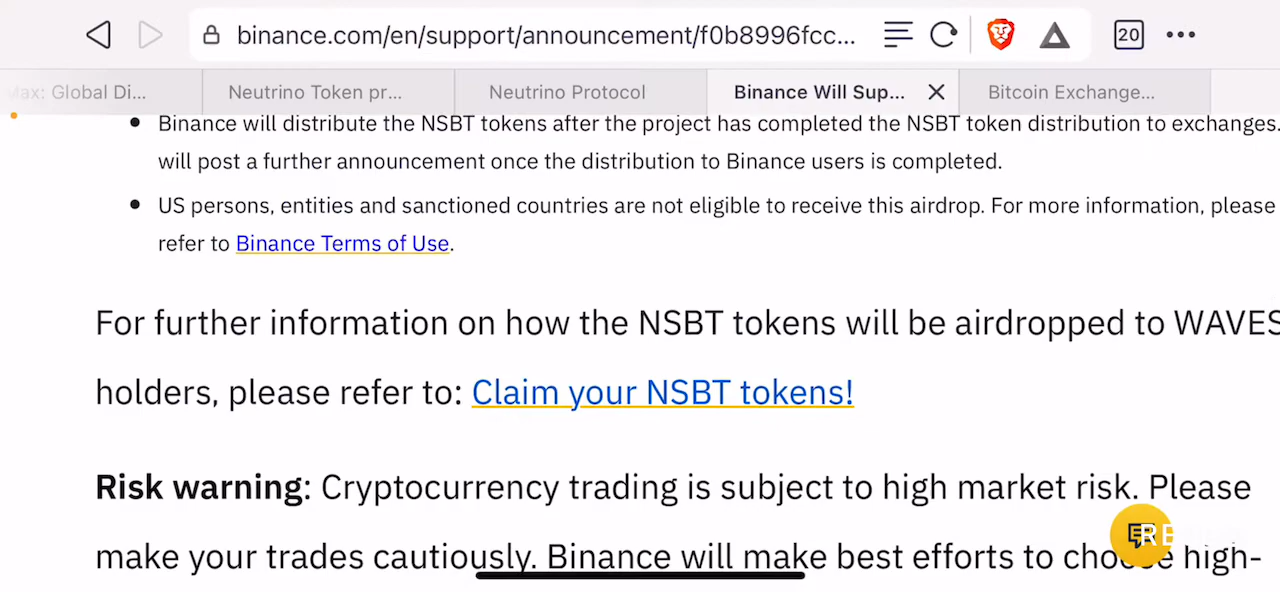 binance.com/en/support/announcement/f0b8996fcc...
20
Max: Global Di...
Neutrino Token pr...
Neutrino Protocol
Binance Will Sup...
Bitcoin Exchange...
Binance will distribute the NSBT tokens after the project has completed the NSBT token distribution to exchanges.
will post a further announcement once the distribution to Binance users is completed.
US persons, entities and sanctioned countries are not eligible to receive this airdrop. For more information, please
refer to Binance Terms of Use.
For further information on how the NSBT tokens will be airdropped to WAVES
holders, please refer to: Claim your NSBT tokens!
Risk warning: Cryptocurrency trading is subject to high market risk. Please
make your trades cautiously. Binance will make best efforts to choose high-